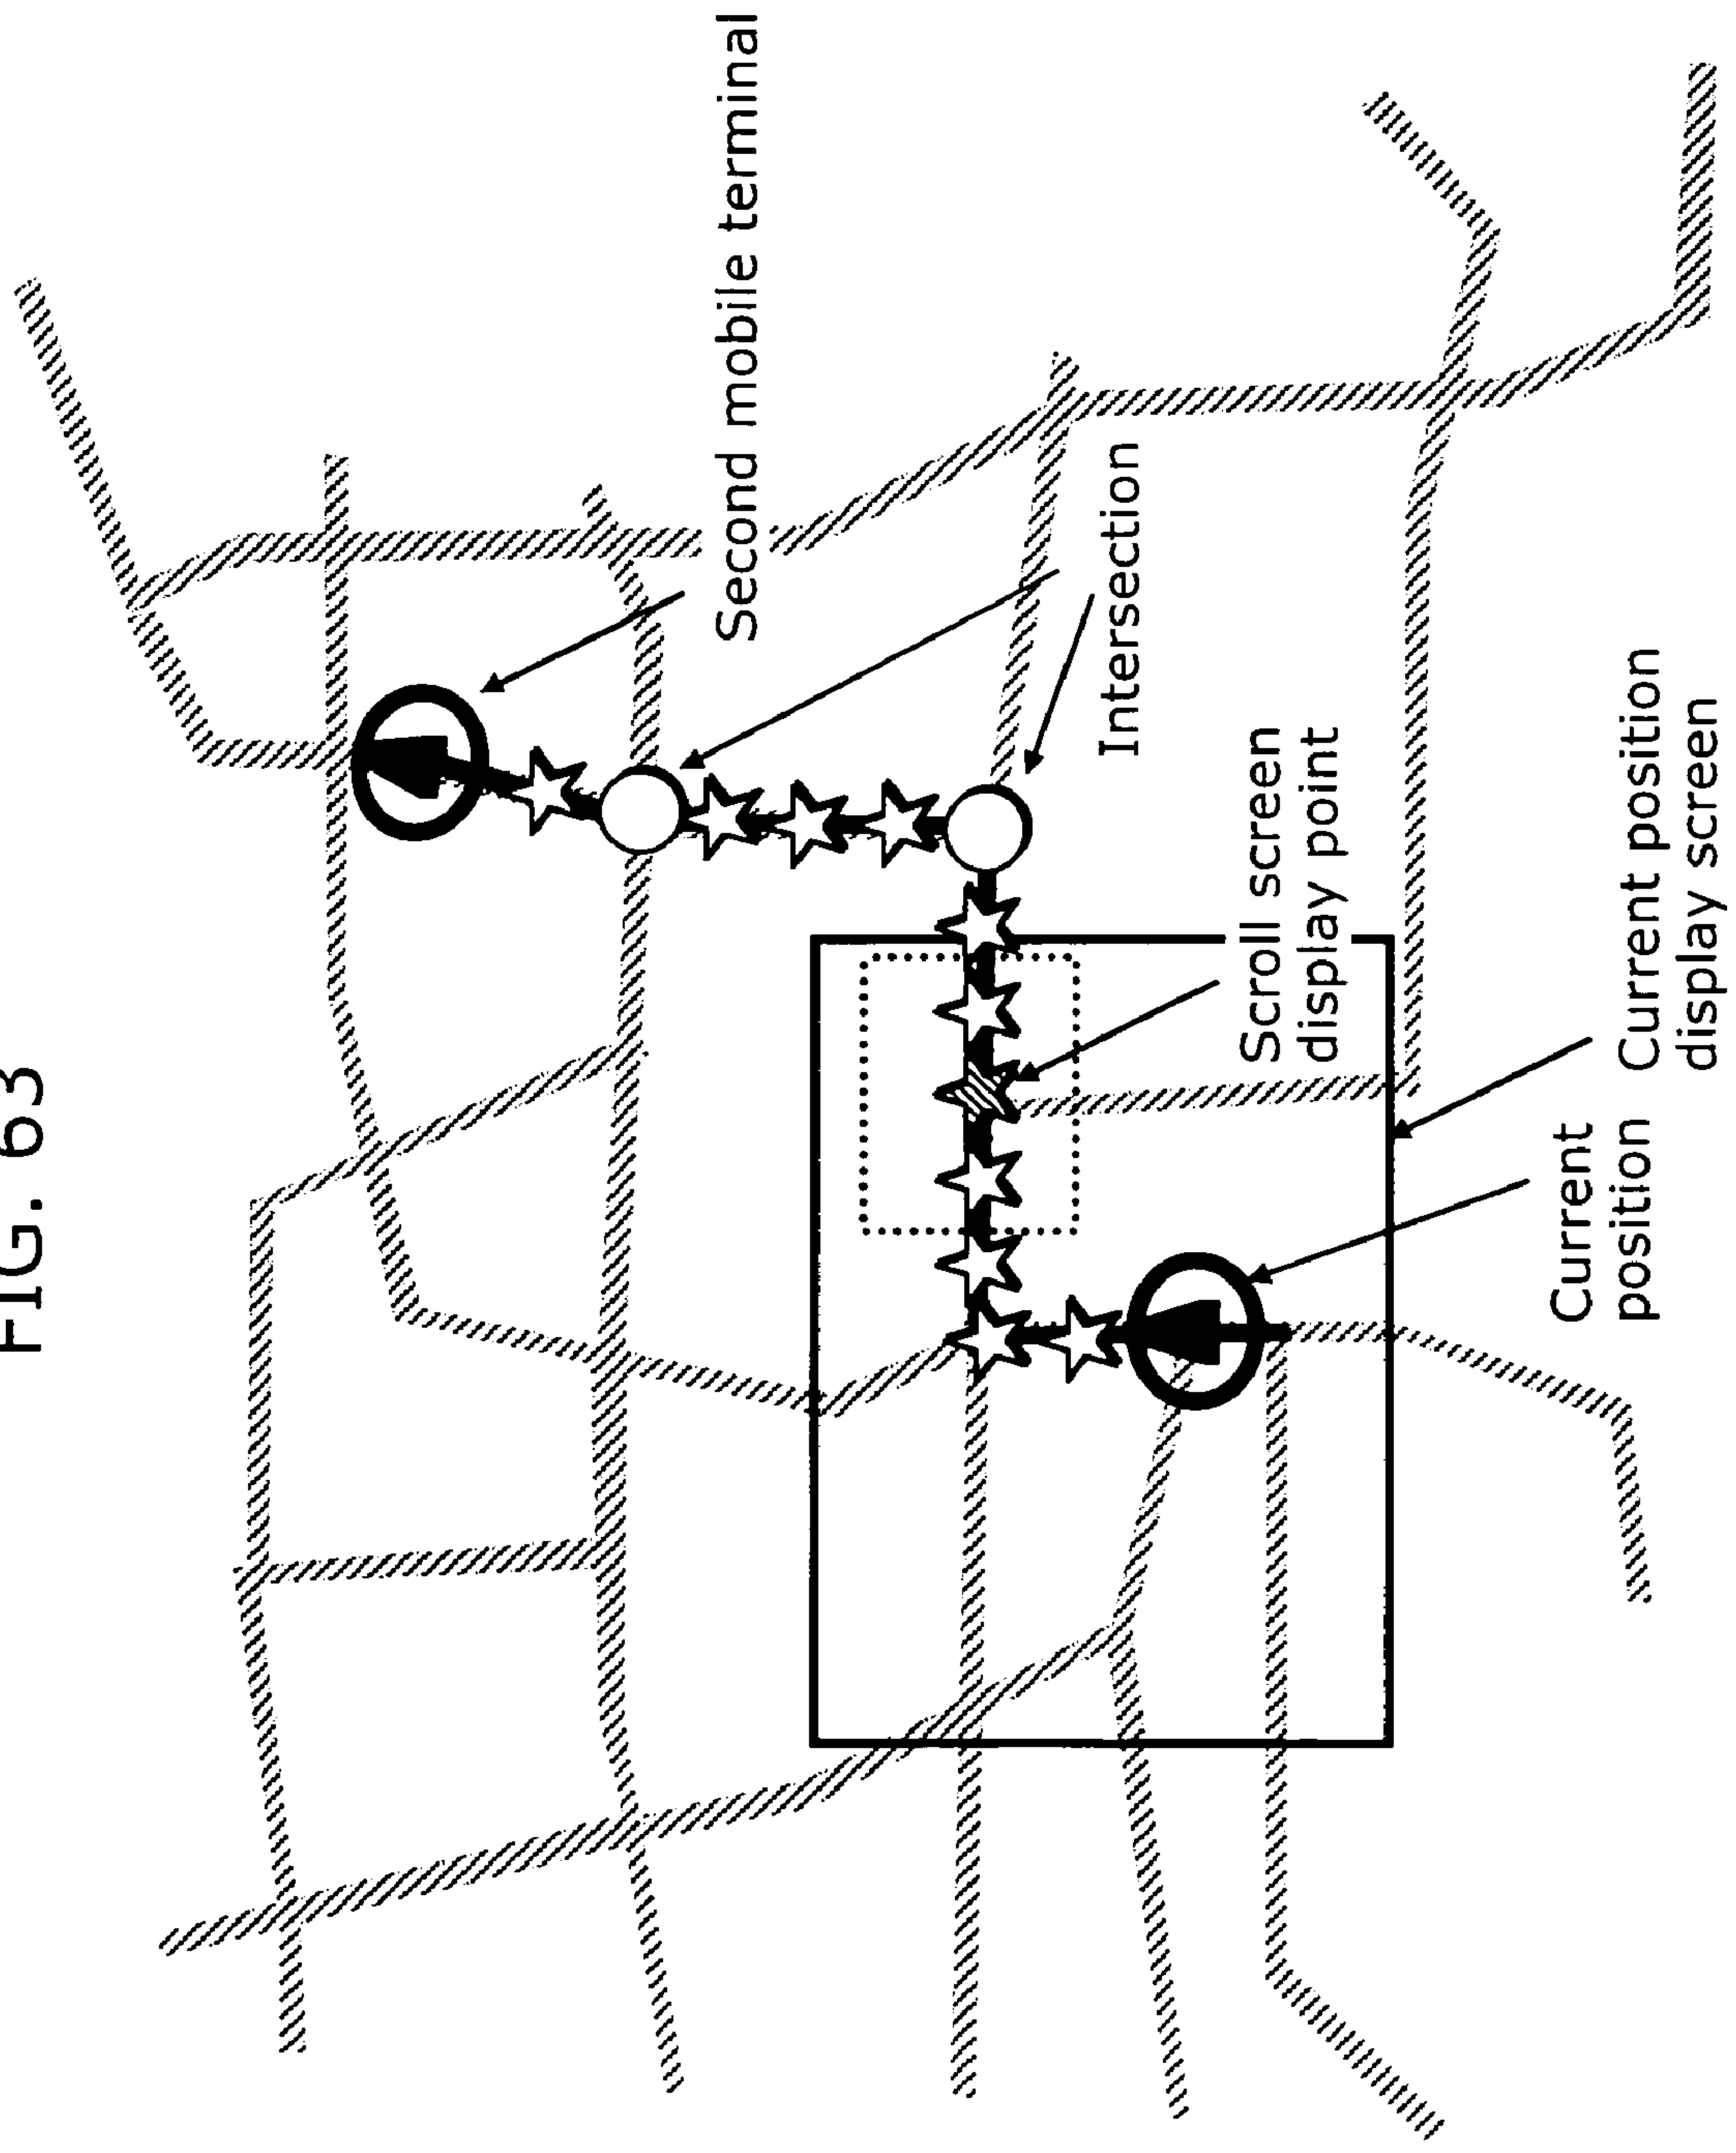 FIG. 63
Second mobile terminal
Intersection
Scroll screen
display point
Current position
display screen
Current
position